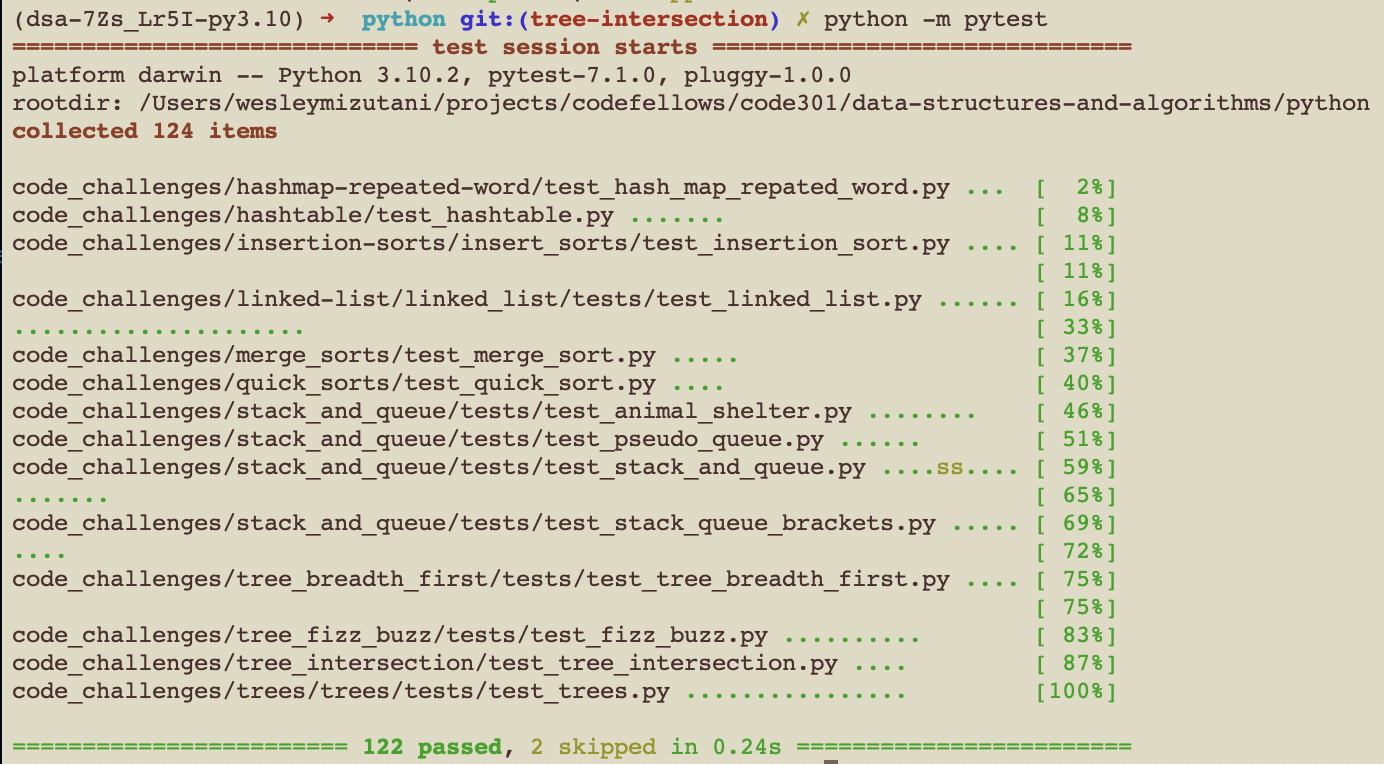 (dsa-7Zs_Lr5I-py3.10) ➜  python git:(tree-intersection) ✗ python -m pytest
============================= test session starts ==============================
platform darwin -- Python 3.10.2, pytest-7.1.0, pluggy-1.0.0
rootdir: /Users/wesleymizutani/projects/codefellows/code301/data-structures-and-algorithms/python
collected 124 items
code_challenges/hashmap-repeated-word/test_hash_map_repated_word.py ...  [  2%]
code_challenges/hashtable/test_hashtable.py .......                      [  8%]
code_challenges/insertion-sorts/insert_sorts/test_insertion_sort.py .... [ 11%]
                                                                         [ 11%]
code_challenges/linked-list/linked_list/tests/test_linked_list.py ...... [ 16%]
.....................                                                    [ 33%]
code_challenges/merge_sorts/test_merge_sort.py .....                     [ 37%]
code_challenges/quick_sorts/test_quick_sort.py ....                      [ 40%]
code_challenges/stack_and_queue/tests/test_animal_shelter.py ........    [ 46%]
code_challenges/stack_and_queue/tests/test_pseudo_queue.py ......        [ 51%]
code_challenges/stack_and_queue/tests/test_stack_and_queue.py ....ss.... [ 59%]
.......                                                                  [ 65%]
code_challenges/stack_and_queue/tests/test_stack_queue_brackets.py ..... [ 69%]
....                                                                     [ 72%]
code_challenges/tree_breadth_first/tests/test_tree_breadth_first.py .... [ 75%]
                                                                         [ 75%]
code_challenges/tree_fizz_buzz/tests/test_fizz_buzz.py ..........        [ 83%]
code_challenges/tree_intersection/test_tree_intersection.py ....         [ 87%]
code_challenges/trees/trees/tests/test_trees.py ................         [100%]
======================== 122 passed, 2 skipped in 0.24s ========================